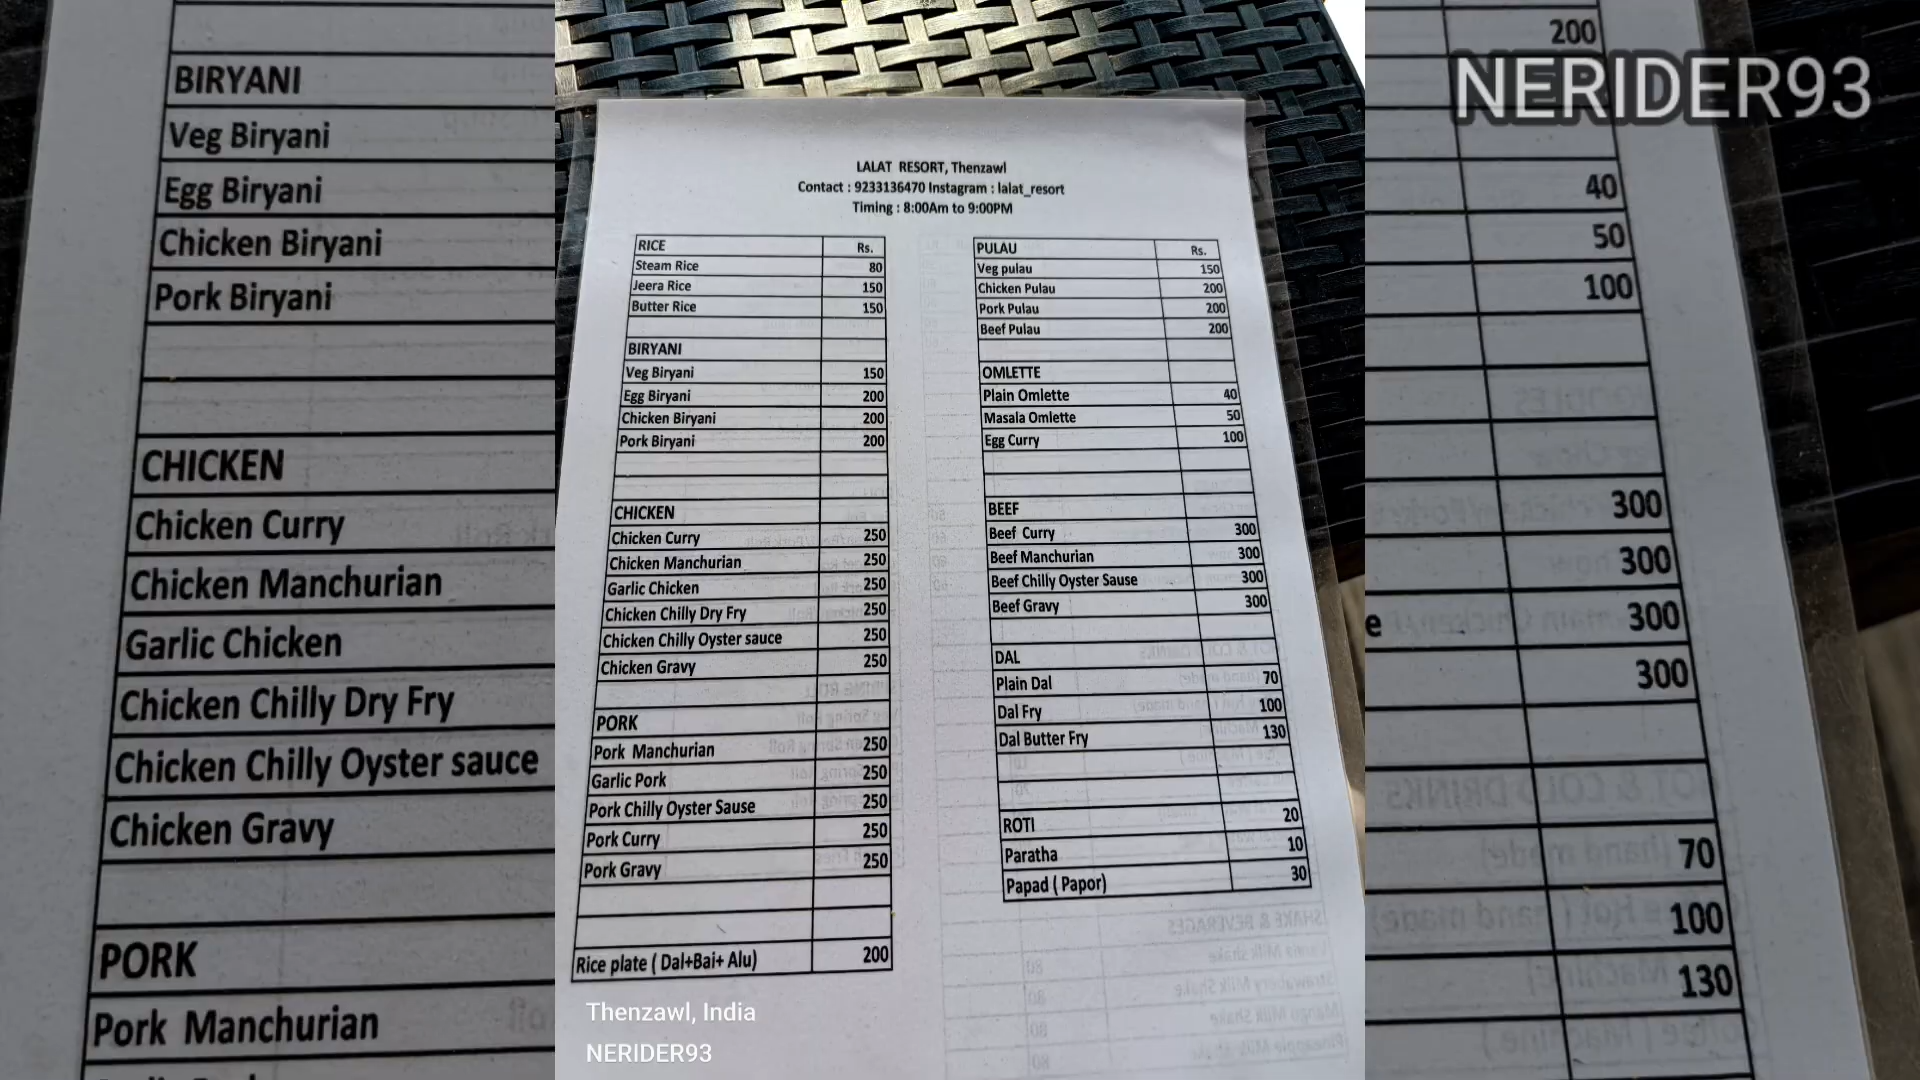 NERIDER93
LALAT RESORT, Thenzawl
Contact : 9233136470 Instagram : lalat_resort
Timing : 8:00Am to 9:00PM
RICE Rs.
Steam Rice 80
Jeera Rice 150
Butter Rice 150
BIRYANI
Veg Biryani 150
Egg Biryani 200
Chicken Biryani 200
Pork Biryani 200
CHICKEN
Chicken Curry 250
Chicken Manchurian 250
Garlic Chicken 250
Chicken Chilly Dry Fry 250
Chicken Chilly Oyster sauce 250
Chicken Gravy 250
PORK
Pork Manchurian 250
Garlic Pork 250
Pork Chilly Oyster Sause 250
Pork Curry 250
Pork Gravy 250
Rice plate ( Dal+Bai+ Alu) 200
PULAU Rs.
Veg pulau 150
Chicken Pulau 200
Pork Pulau 200
Beef Pulau 200
OMLETTE
Plain Omlette 40
Masala Omlette 50
Egg Curry 100
BEEF
Beef Curry 300
Beef Manchurian 300
Beef Chilly Oyster Sause 300
Beef Gravy 300
DAL
Plain Dal 70
Dal Fry 100
Dal Butter Fry 130
ROTI 20
Paratha 10
Papad ( Papor) 30
Thenzawl, India
NERIDER93
BIRYANI
Veg Biryani
Egg Biryani
Chicken Biryani
Pork Biryani
CHICKEN
Chicken Curry
Chicken Manchurian
Garlic Chicken
Chicken Chilly Dry Fry
Chicken Chilly Oyster sauce
Chicken Gravy
PORK
Pork Manchurian
200
40
50
100
300
300
e 300
300
70
100
130